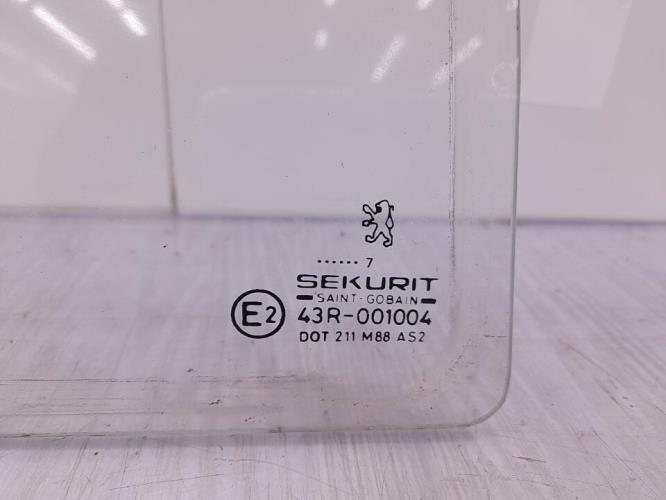 ...... 7
SEKURIT
SAINT-GOBAIN
E2 43R-001004
DOT 211 M88 AS2